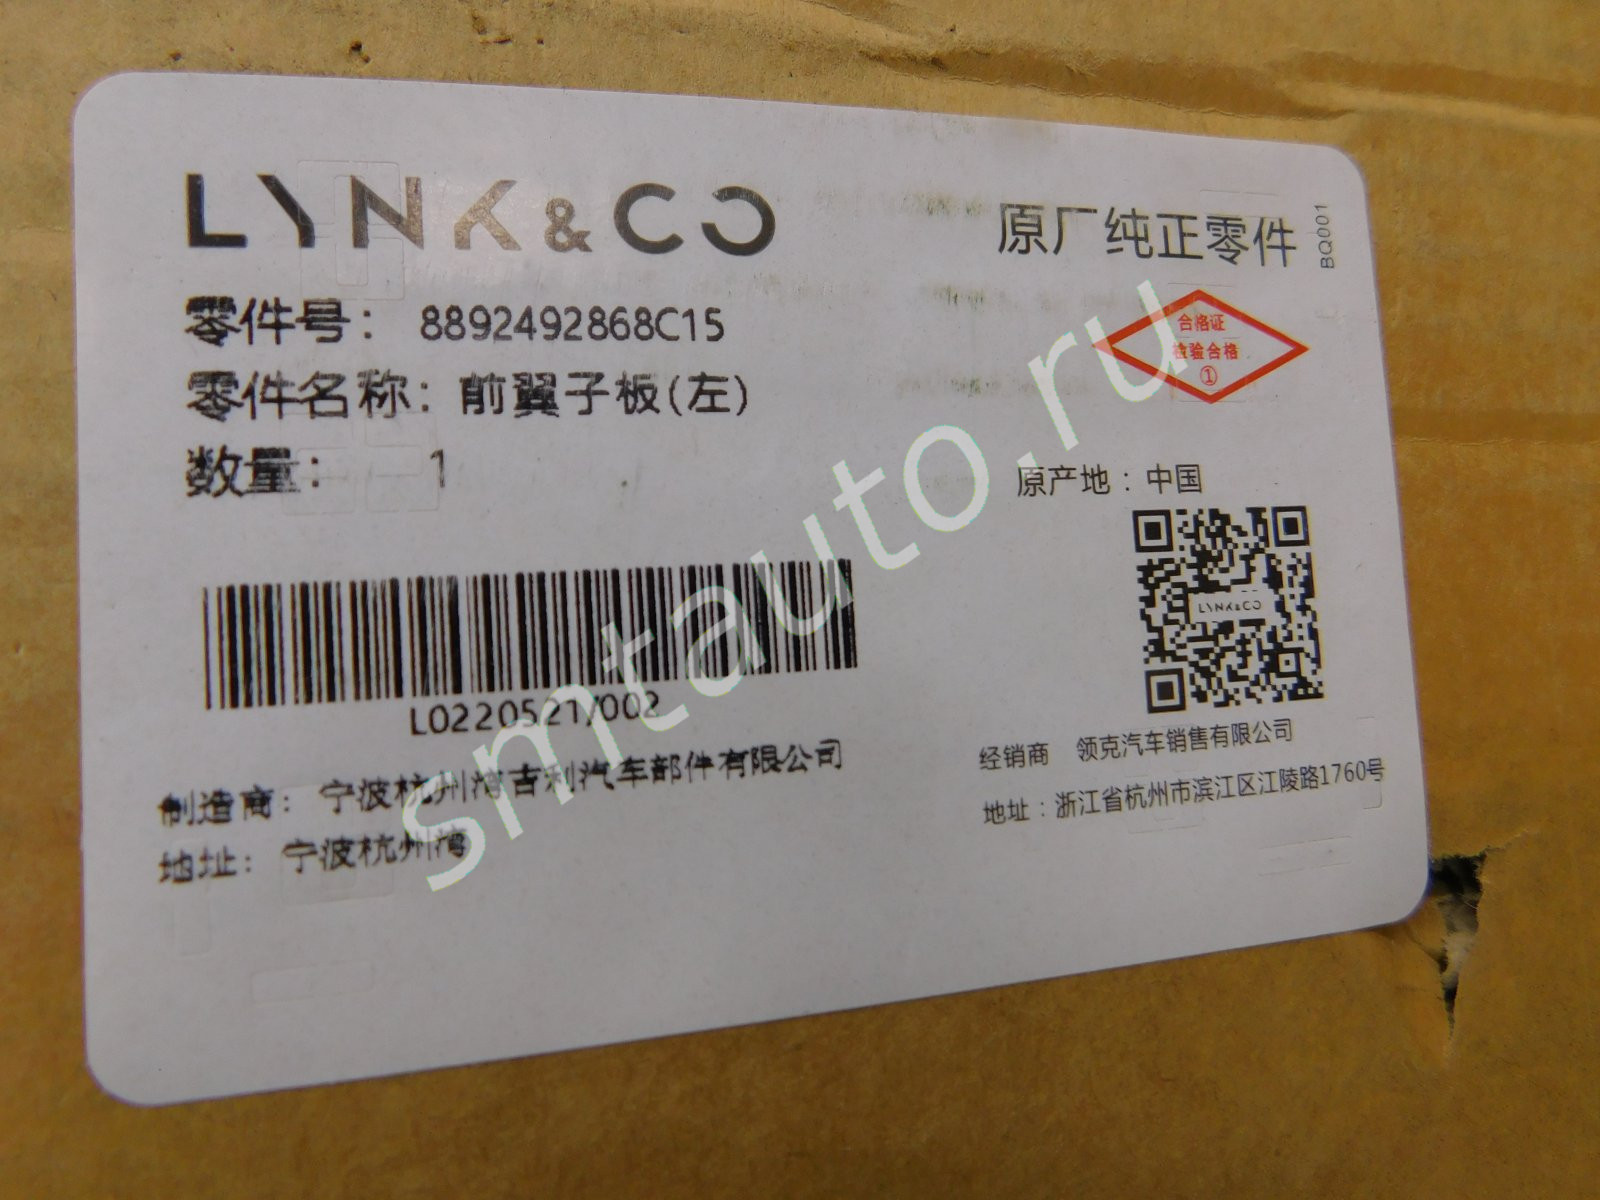 LYNK & CO
原厂纯正零件
BQ001
零件号： 8892492868C15
合格证
检验合格
①
零件名称：前翼子板(左)
数量： 1
原产地：中国
LYNK&CO
L0220521/002
制造商：宁波杭州湾吉利汽车部件有限公司
地址：宁波杭州湾
经销商 领克汽车销售有限公司
地址：浙江省杭州市滨江区江陵路1760号
smtauto.ru